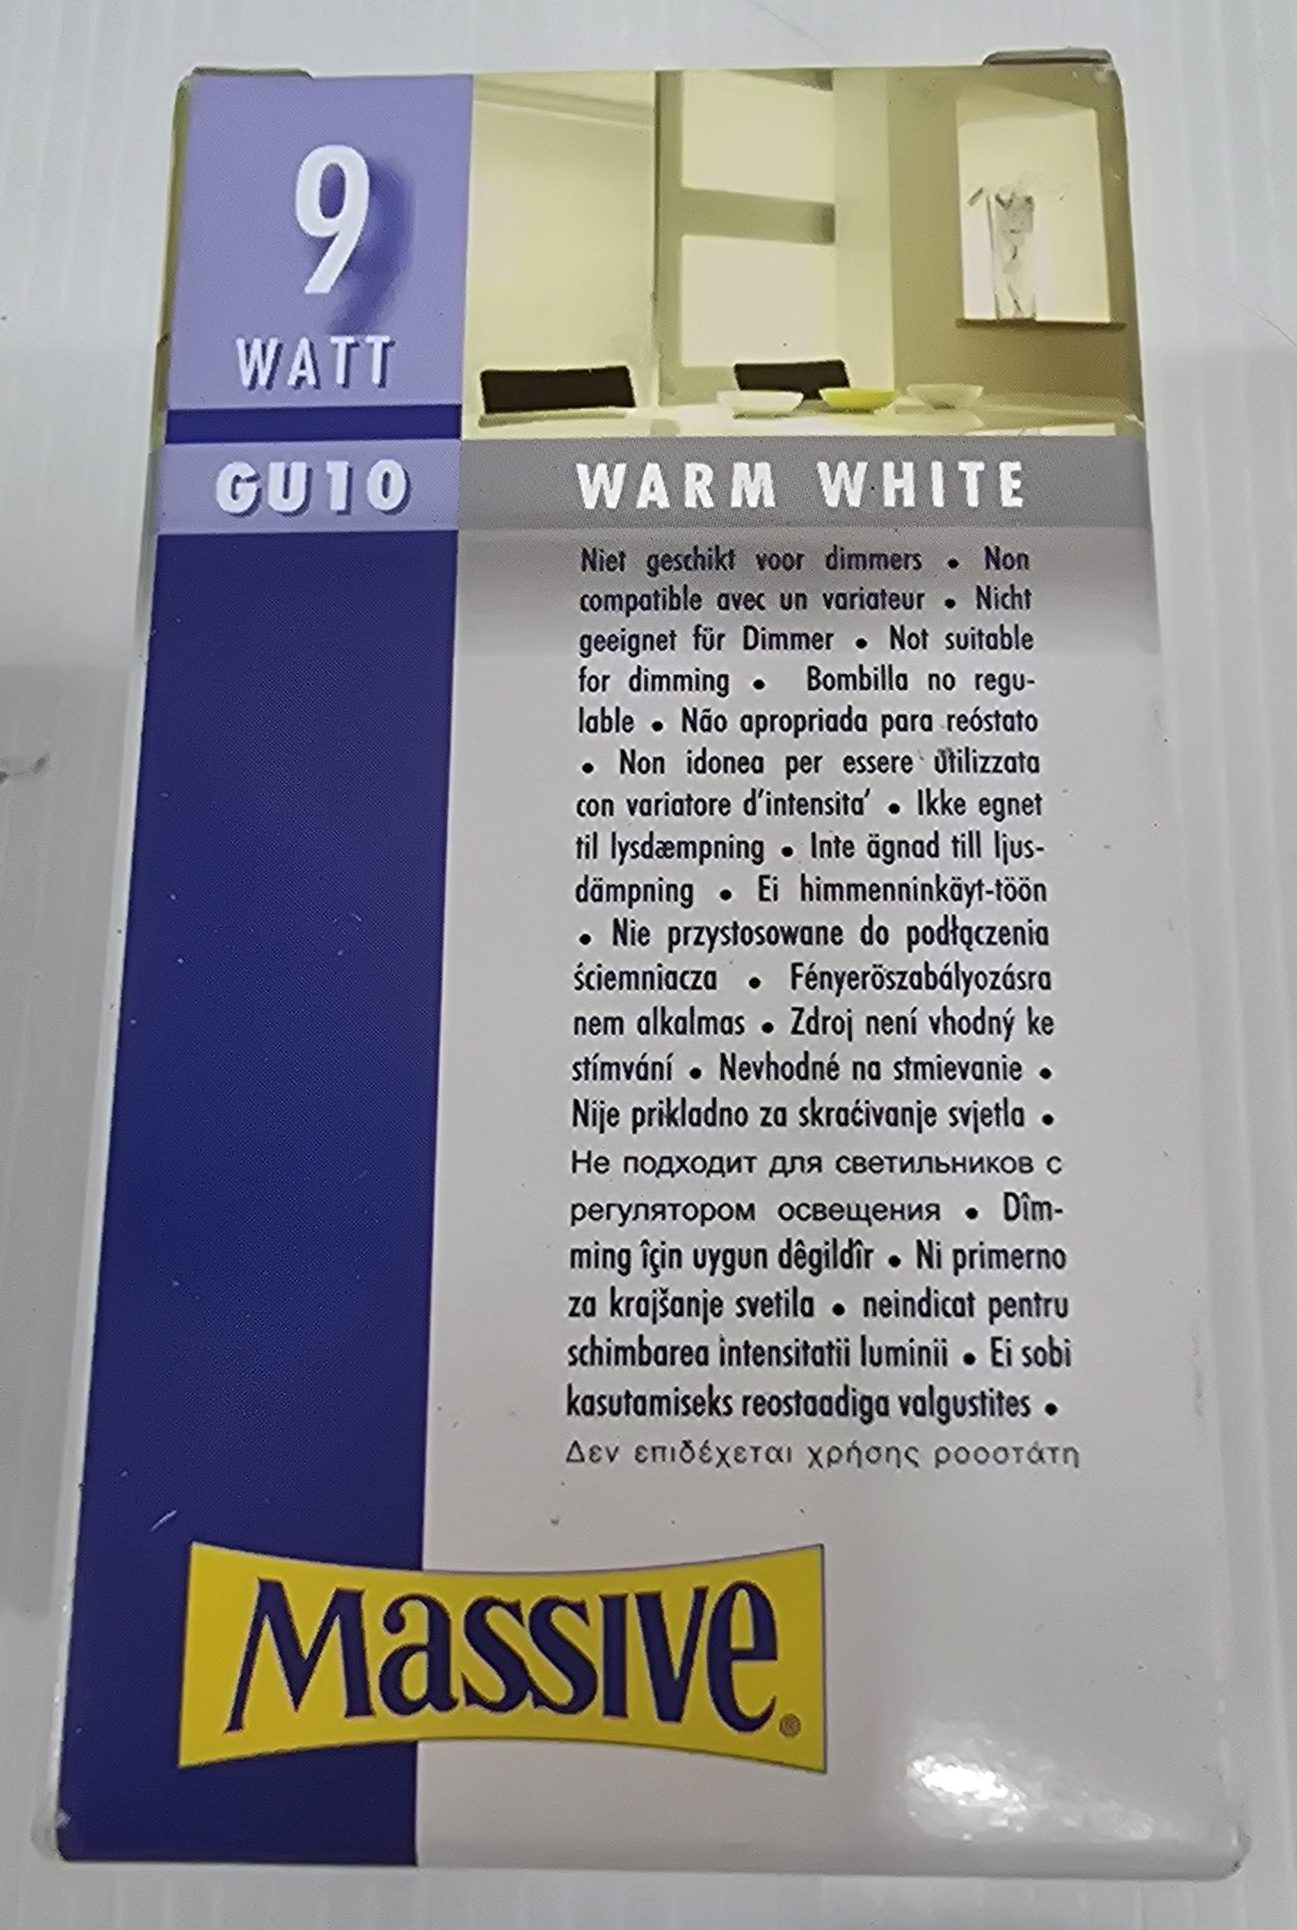 9
WATT
GU10
WARM WHITE
Niet geschikt voor dimmers • Non
compatible avec un variateur • Nicht
geeignet für Dimmer • Not suitable
for dimming • Bombilla no regu-
lable • Não apropriada para reóstato
• Non idonea per essere utilizzata
con variatore d'intensita' • Ikke egnet
til lysdæmpning • Inte ägnad till ljus-
dämpning • Ei himmenninkäyt-töön
• Nie przystosowane do podłączenia
ściemniacza • Fényeröszabályozásra
nem alkalmas • Zdroj není vhodný ke
stímvání • Nevhodné na stmievanie •
Nije prikladno za skraćivanje svjetla •
Не подходит для светильников с
регулятором освещения • Dîm-
ming îçin uygun dêgildîr • Ni primerno
za krajšanje svetila • neindicat pentru
schimbarea intensitatii luminii • Ei sobi
kasutamiseks reostaadiga valgustites •
Δεν επιδέχεται χρήσης ροοστάτη
Massive®